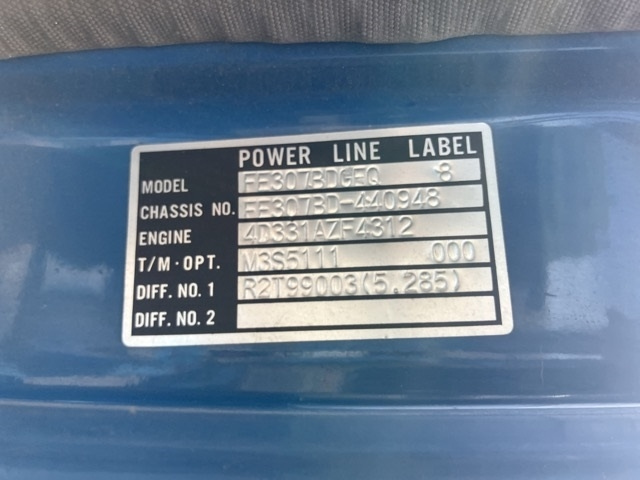 POWER LINE LABEL
MODEL FE307BDGFQ 8
CHASSIS NO. FE307BD-440948
ENGINE 4D331AZF4312
T/M·OPT. M3S5111 000
DIFF. NO. 1 R2T99003(5.285)
DIFF. NO. 2